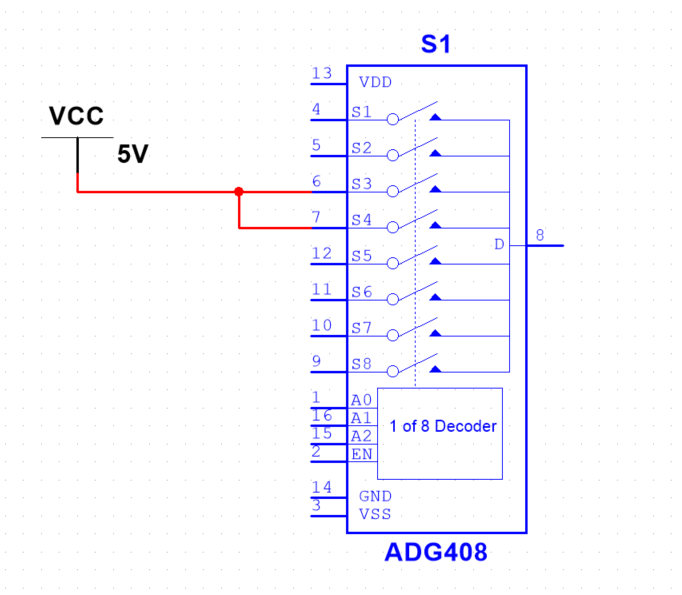 S1
13 VDD
4 S1
VCC
5V
5 S2
6 S3
7 S4
D 8
12 S5
11 S6
10 S7
9 S8
1 A0
16 A1
1 of 8 Decoder
15 A2
2 EN
14 GND
3 VSS
ADG408